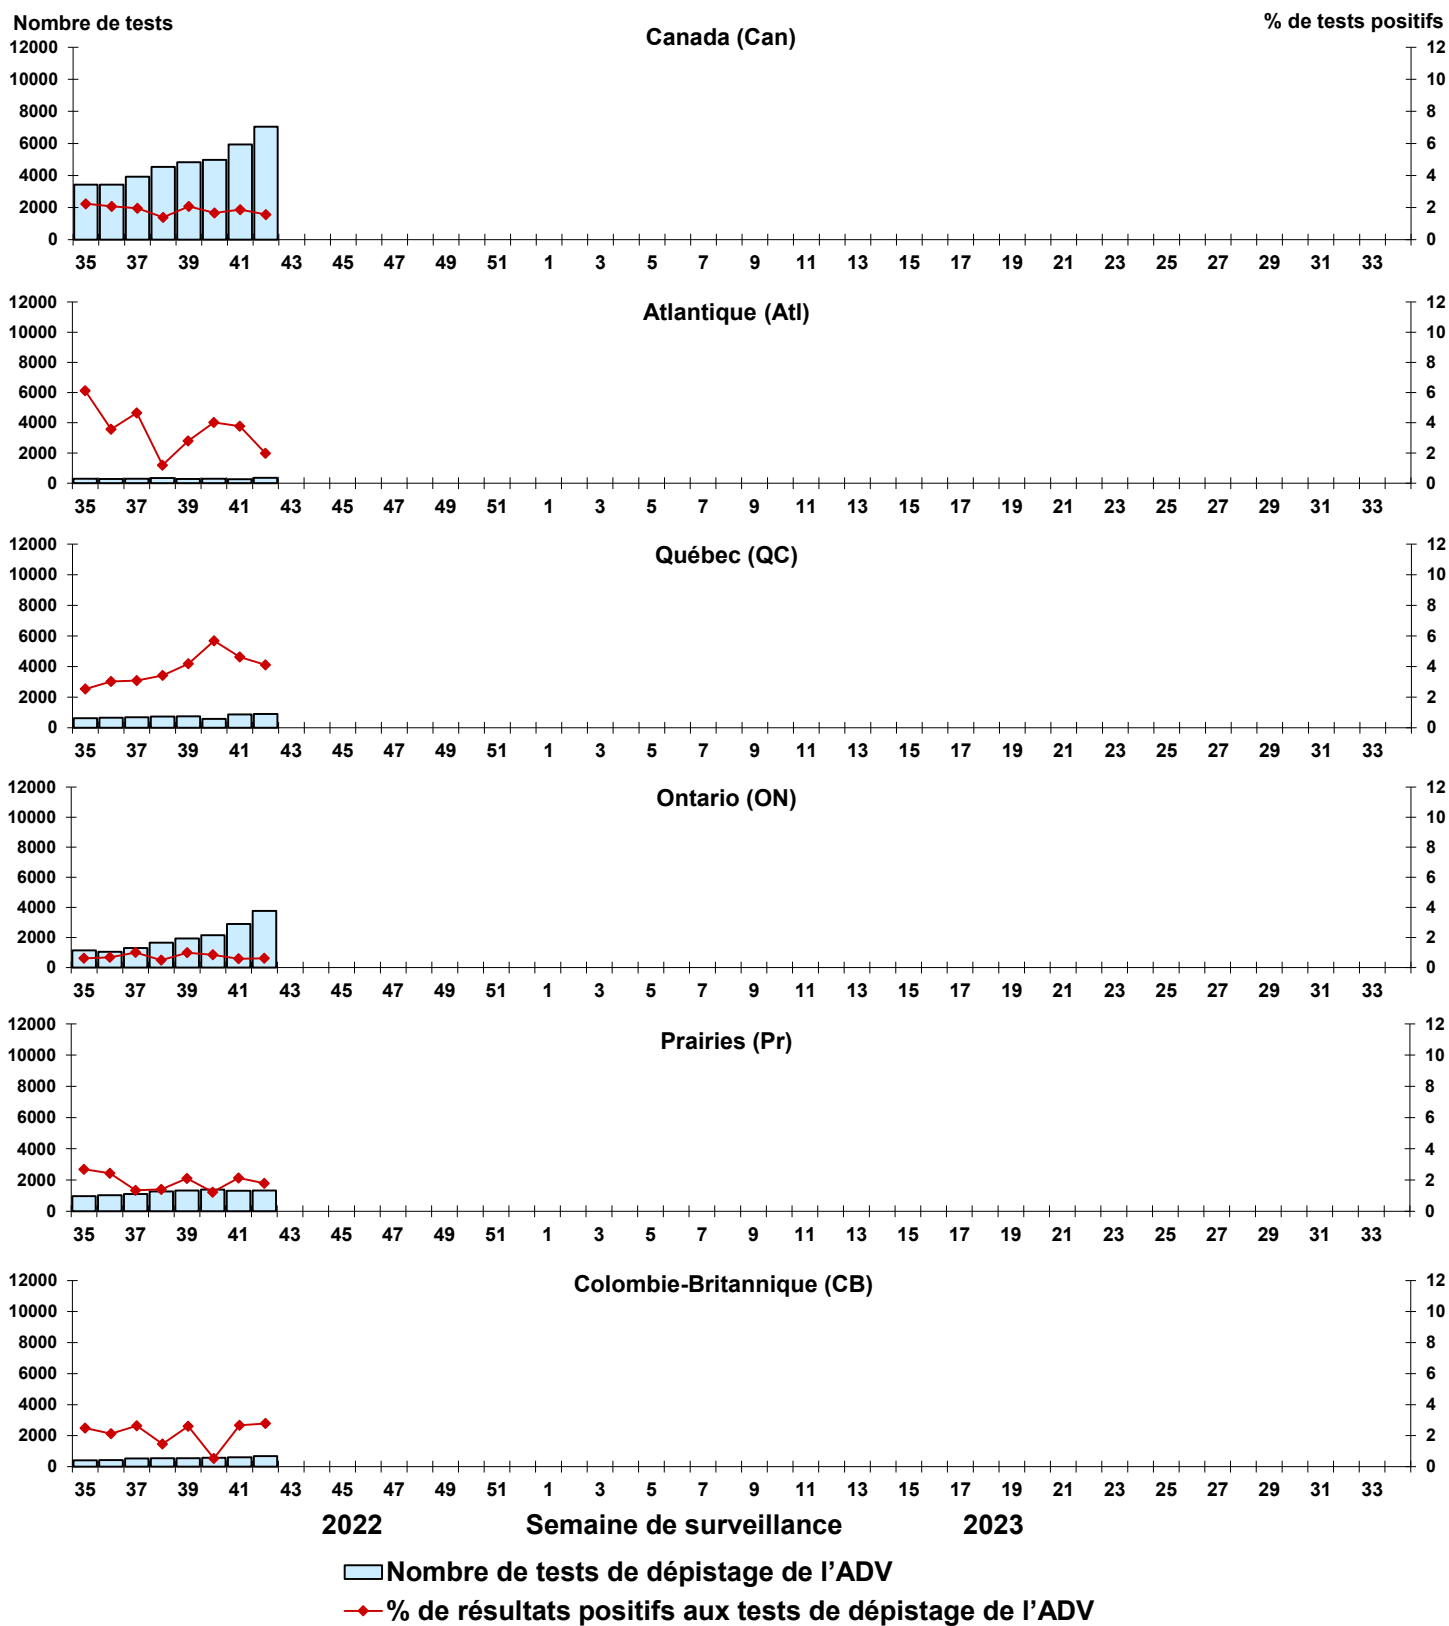 Nombre de tests
% de tests positifs
Canada (Can)
12000 12
10000 10
8000 8
6000 6
4000 4
2000 2
0 0
35 37 39 41 43 45 47 49 51 1 3 5 7 9 11 13 15 17 19 21 23 25 27 29 31 33
Atlantique (Atl)
12000 12
10000 10
8000 8
6000 6
4000 4
2000 2
0 0
35 37 39 41 43 45 47 49 51 1 3 5 7 9 11 13 15 17 19 21 23 25 27 29 31 33
Québec (QC)
12000 12
10000 10
8000 8
6000 6
4000 4
2000 2
0 0
35 37 39 41 43 45 47 49 51 1 3 5 7 9 11 13 15 17 19 21 23 25 27 29 31 33
Ontario (ON)
12000 12
10000 10
8000 8
6000 6
4000 4
2000 2
0 0
35 37 39 41 43 45 47 49 51 1 3 5 7 9 11 13 15 17 19 21 23 25 27 29 31 33
Prairies (Pr)
12000 12
10000 10
8000 8
6000 6
4000 4
2000 2
0 0
35 37 39 41 43 45 47 49 51 1 3 5 7 9 11 13 15 17 19 21 23 25 27 29 31 33
Colombie-Britannique (CB)
12000 12
10000 10
8000 8
6000 6
4000 4
2000 2
0 0
35 37 39 41 43 45 47 49 51 1 3 5 7 9 11 13 15 17 19 21 23 25 27 29 31 33
2022 Semaine de surveillance 2023
Nombre de tests de dépistage de l’ADV
% de résultats positifs aux tests de dépistage de l’ADV